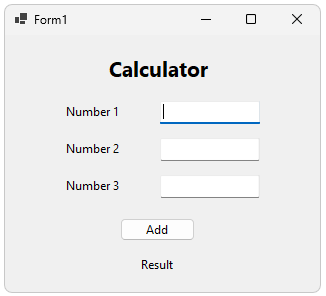 Form1
Calculator
Number 1
Number 2
Number 3
Add
Result